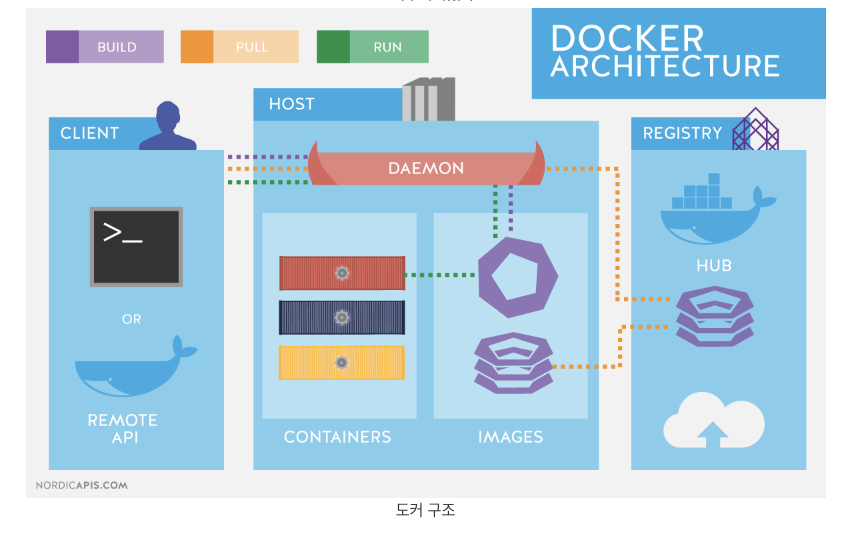 BUILD
PULL
RUN
DOCKER
ARCHITECTURE
CLIENT
HOST
REGISTRY
DAEMON
>_
OR
REMOTE
API
CONTAINERS
IMAGES
HUB
NORDICAPIS.COM
도커 구조